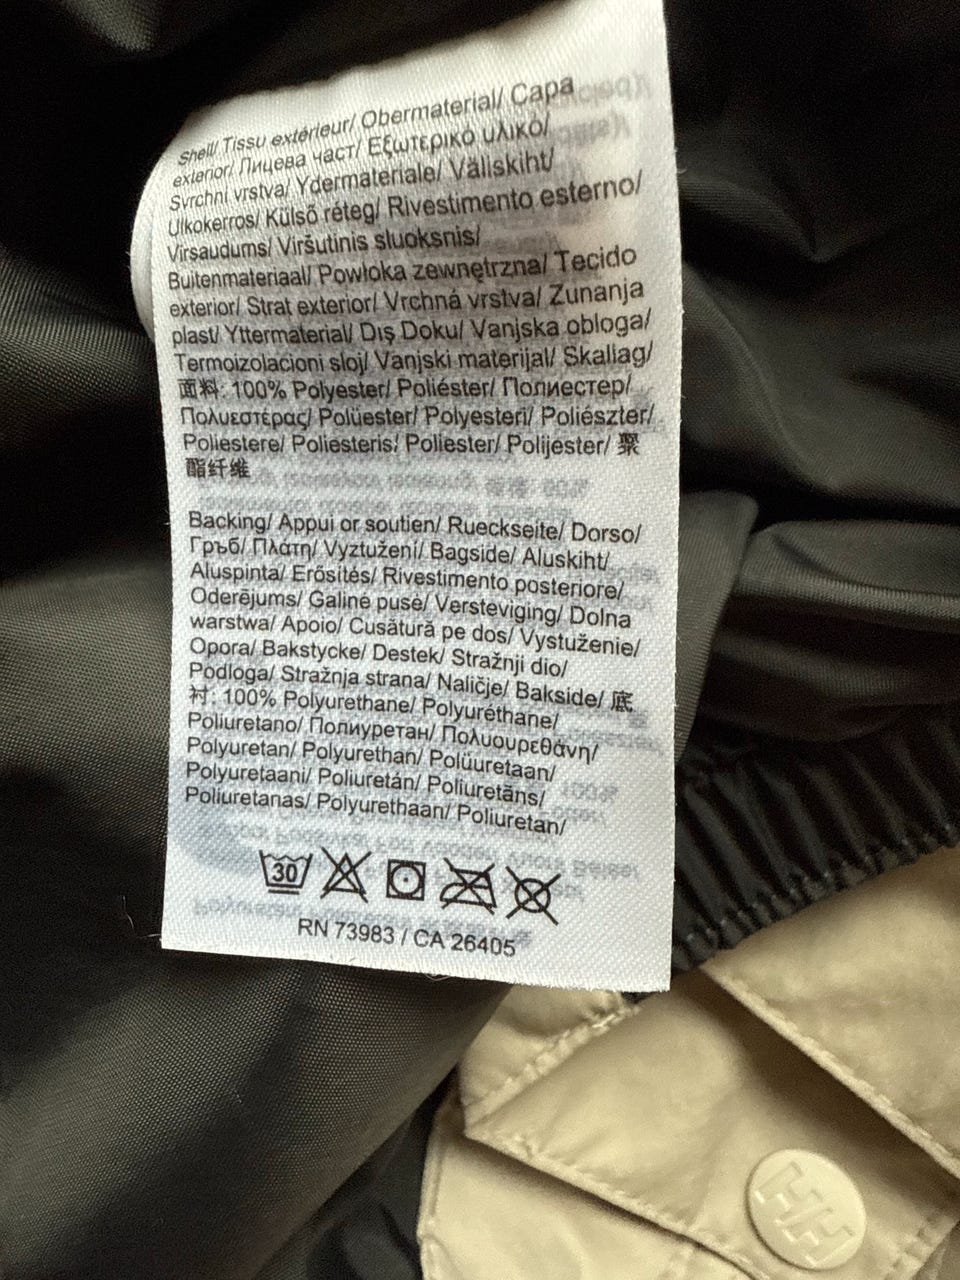 Shell/ Tissu extérieur/ Obermaterial/ Capa
exterior/ Лицева част/ Εξωτερικό υλικό/
Svrchní vrstva/ Ydermateriale/ Väliskiht/
Ulkokerros/ Külső réteg/ Rivestimento esterno/
Virsaudums/ Viršutinis sluoksnis/
Buitenmateriaal/ Powłoka zewnętrzna/ Tecido
exterior/ Strat exterior/ Vrchná vrstva/ Zunanja
plast/ Yttermaterial/ Dış Doku/ Vanjska obloga/
Termoizolacioni sloj/ Vanjski materijal/ Skallag/
面料: 100% Polyester/ Poliéster/ Полиестер/
Πολυεστέρας/ Polüester/ Polyesteri/ Poliészter/
Poliestere/ Poliesteris/ Poliester/ Polijester/ 聚
酯纤维
Backing/ Appui or soutien/ Rueckseite/ Dorso/
Гръб/ Πλάτη/ Vyztužení/ Bagside/ Aluskiht/
Aluspinta/ Erősítés/ Rivestimento posteriore/
Oderējums/ Galinė pusė/ Versteviging/ Dolna
warstwa/ Apoio/ Cusătură pe dos/ Vystuženie/
Opora/ Bakstycke/ Destek/ Stražnji dio/
Podloga/ Stražnja strana/ Naličje/ Bakside/ 底
衬: 100% Polyurethane/ Polyuréthane/
Poliuretano/ Полиуретан/ Πολυουρεθάνη/
Polyuretan/ Polyurethan/ Polüuretaan/
Polyuretaani/ Poliuretán/ Poliuretāns/
Poliuretanas/ Polyurethaan/ Poliuretan/
30
RN 73983 / CA 26405
HH